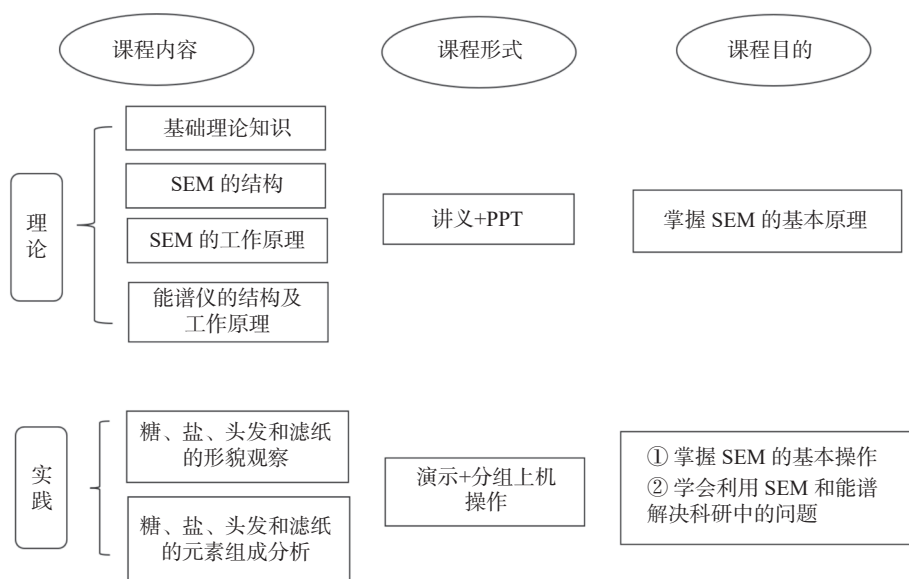 课程内容
课程形式
课程目的
理
论
基础理论知识
SEM 的结构
SEM 的工作原理
能谱仪的结构及
工作原理
讲义+PPT
掌握 SEM 的基本原理
实
践
糖、盐、头发和滤纸
的形貌观察
糖、盐、头发和滤纸
的元素组成分析
演示+分组上机
操作
① 掌握 SEM 的基本操作
② 学会利用 SEM 和能谱
解决科研中的问题